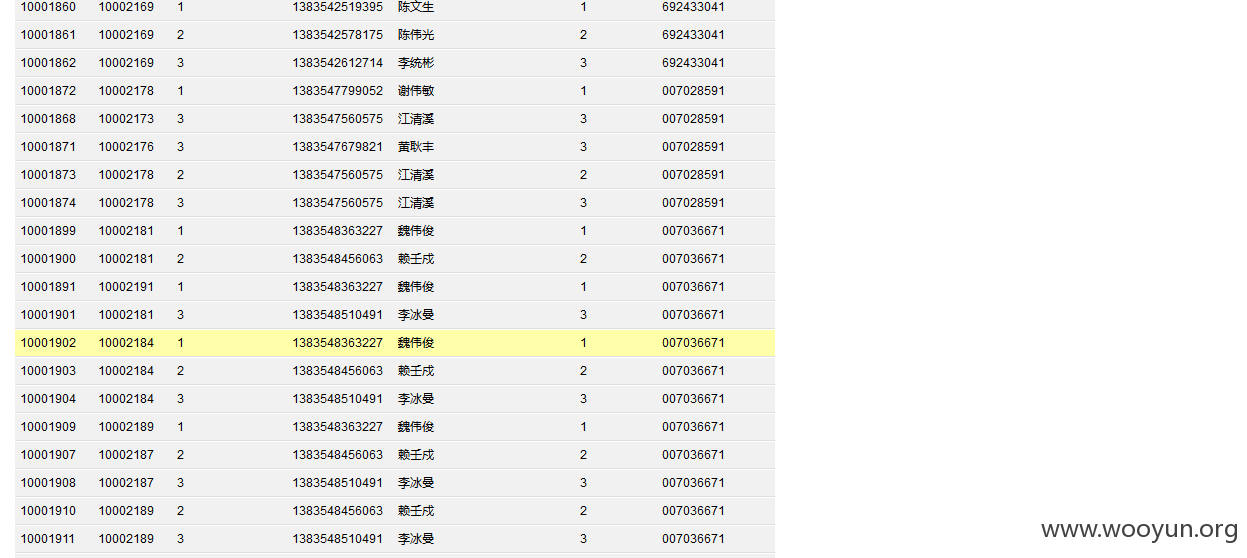 10001860 10002169 1 1383542519395 陈文生 1 692433041
10001861 10002169 2 1383542578175 陈伟光 2 692433041
10001862 10002169 3 1383542612714 李统彬 3 692433041
10001872 10002178 1 1383547799052 谢伟敏 1 007028591
10001868 10002173 3 1383547560575 江清溪 3 007028591
10001871 10002176 3 1383547679821 黄耿丰 3 007028591
10001873 10002178 2 1383547560575 江清溪 2 007028591
10001874 10002178 3 1383547560575 江清溪 3 007028591
10001899 10002181 1 1383548363227 魏伟俊 1 007036671
10001900 10002181 2 1383548456063 赖壬戌 2 007036671
10001891 10002191 1 1383548363227 魏伟俊 1 007036671
10001901 10002181 3 1383548510491 李冰曼 3 007036671
10001902 10002184 1 1383548363227 魏伟俊 1 007036671
10001903 10002184 2 1383548456063 赖壬戌 2 007036671
10001904 10002184 3 1383548510491 李冰曼 3 007036671
10001909 10002189 1 1383548363227 魏伟俊 1 007036671
10001907 10002187 2 1383548456063 赖壬戌 2 007036671
10001908 10002187 3 1383548510491 李冰曼 3 007036671
10001910 10002189 2 1383548456063 赖壬戌 2 007036671
10001911 10002189 3 1383548510491 李冰曼 3 007036671
www.wooyun.org